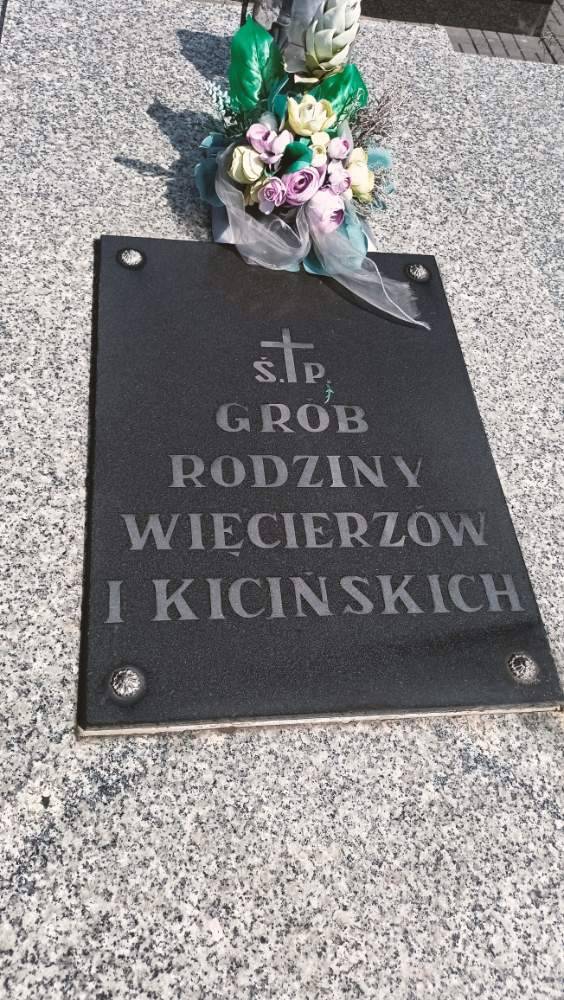 Ś.†P.
GRÓB
RODZINY
WIĘCIERZÓW
I KICIŃSKICH